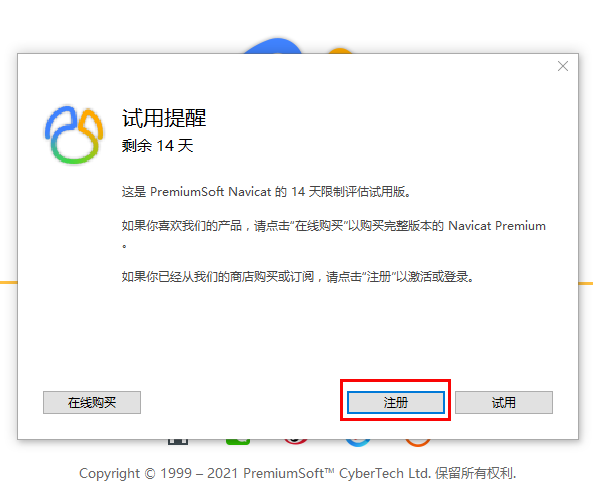 试用提醒
剩余 14 天
这是 PremiumSoft Navicat 的 14 天限制评估试用版。
如果你喜欢我们的产品，请点击“在线购买”以购买完整版本的 Navicat Premium
。
如果你已经从我们的商店购买或订阅，请点击“注册”以激活或登录。
在线购买
注册
试用
Copyright © 1999 – 2021 PremiumSoft™ CyberTech Ltd. 保留所有权利.